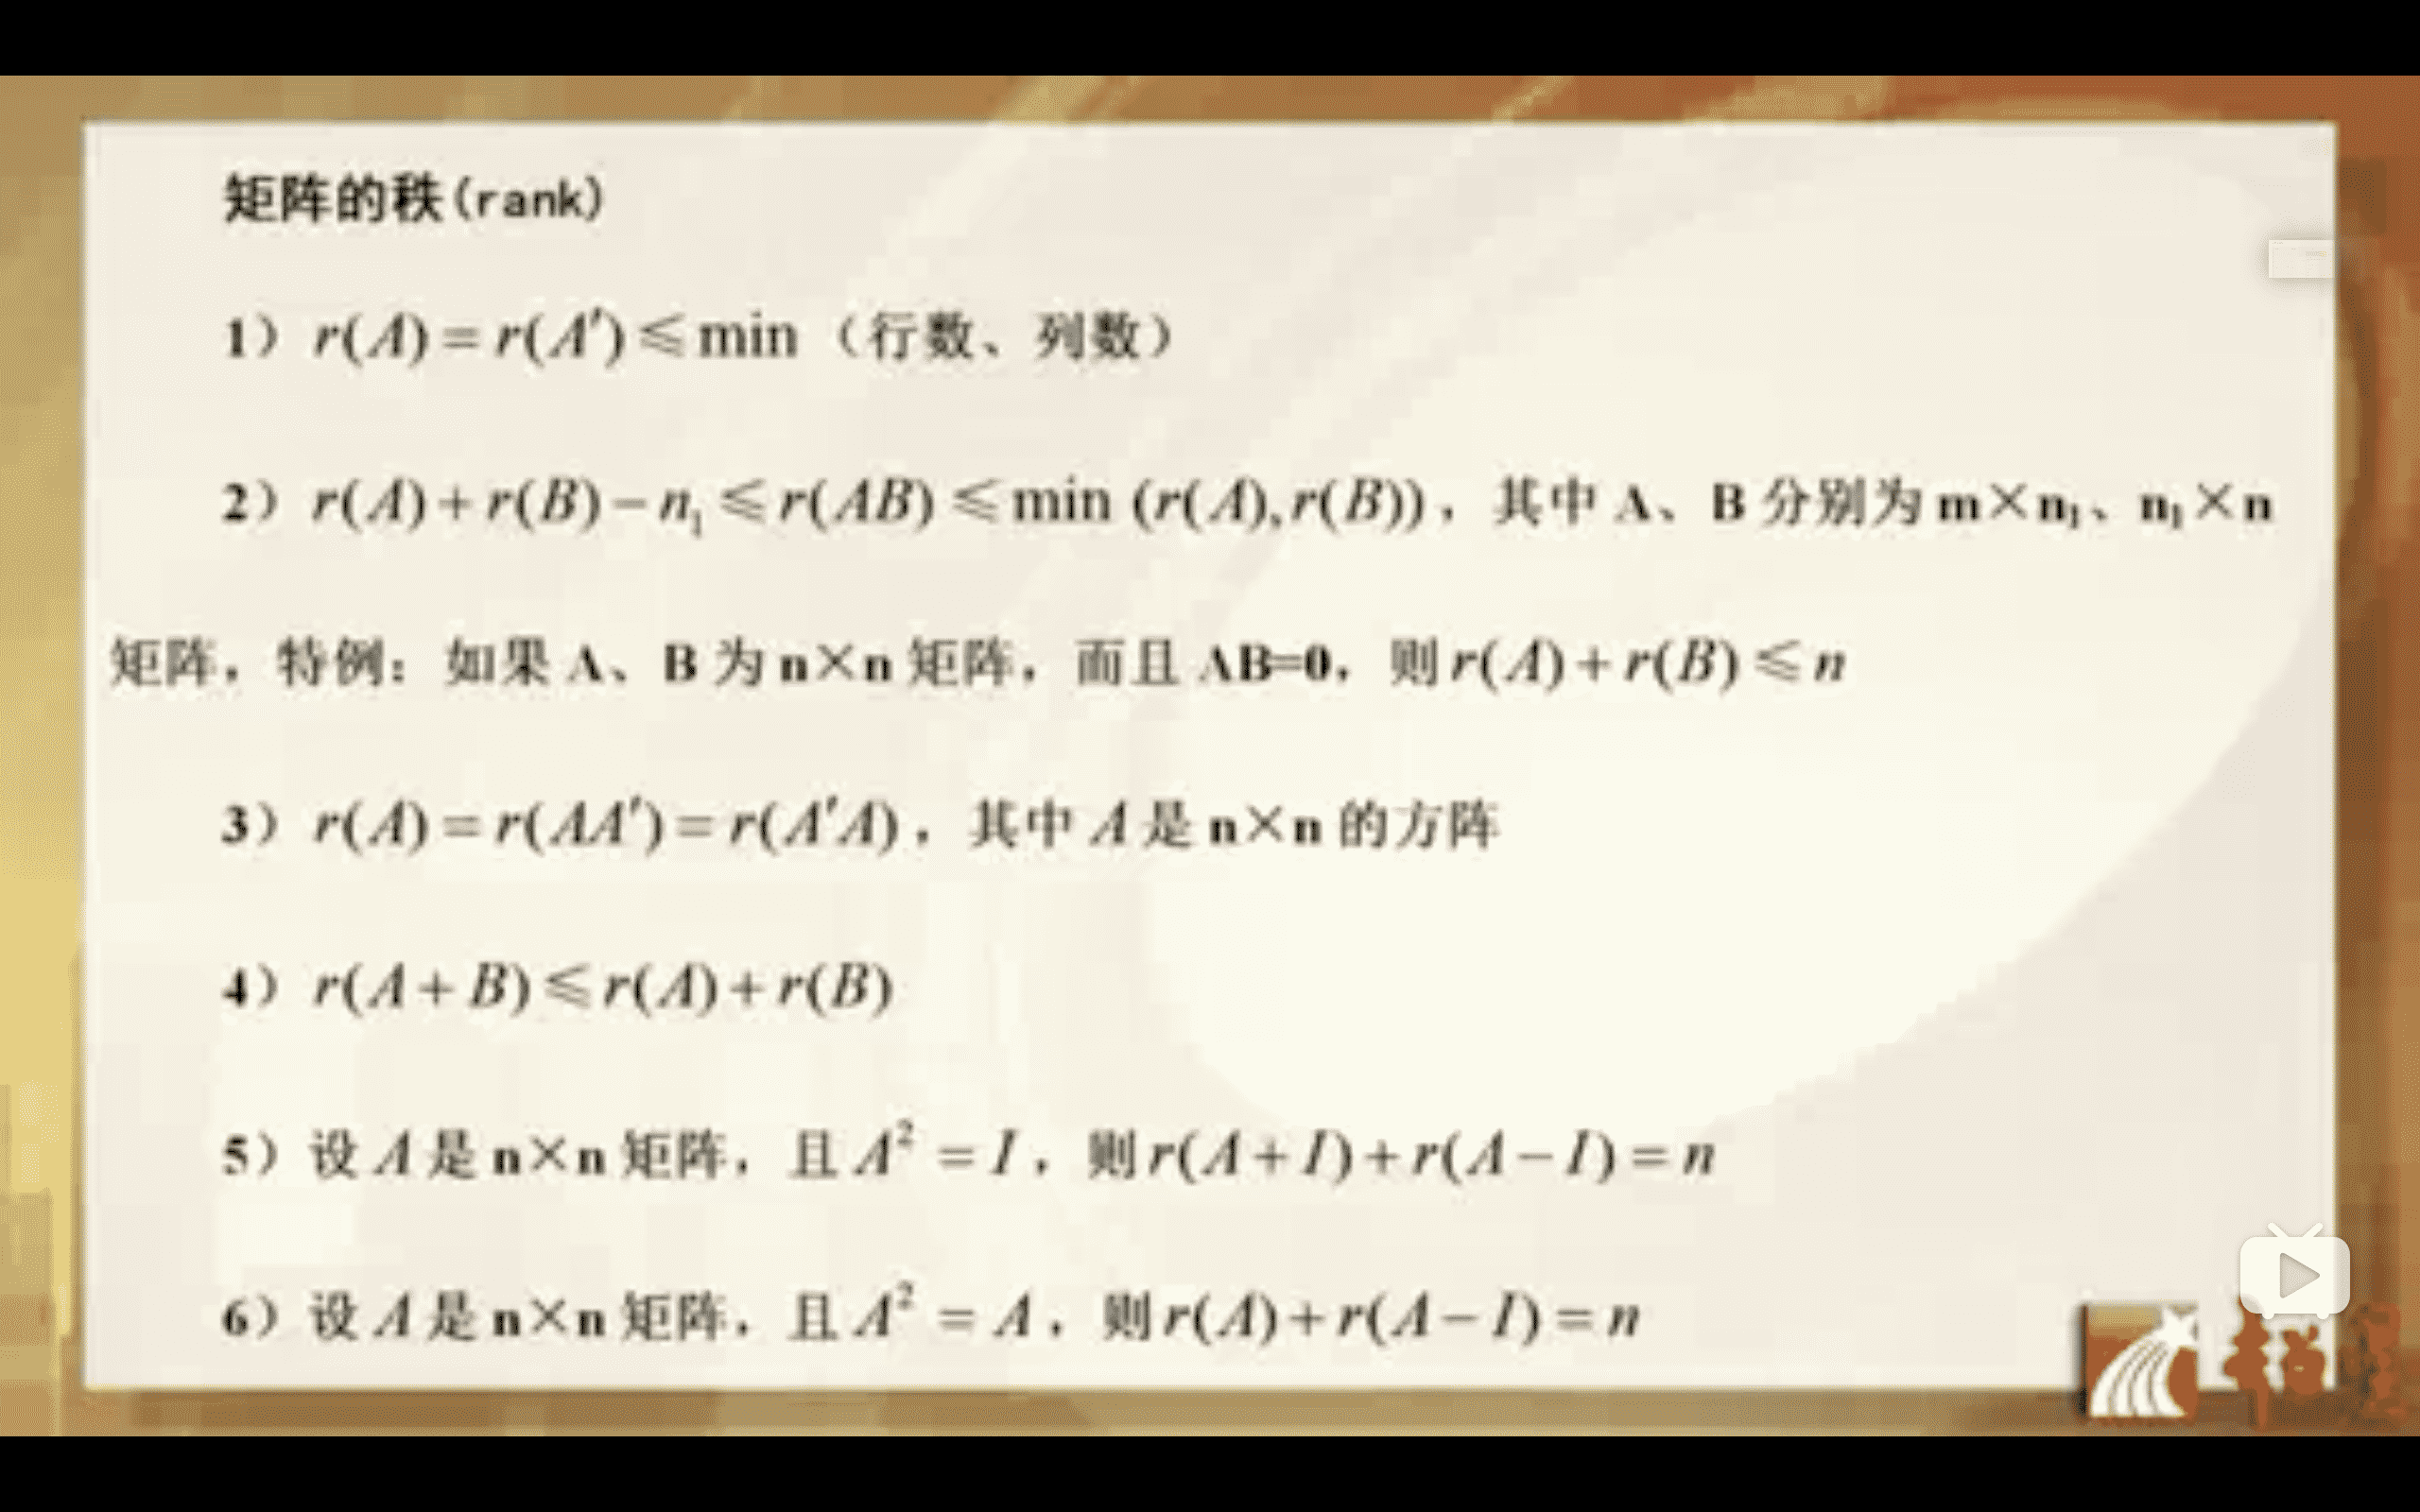 矩阵的秩(rank)
1) r(A)=r(A′)≤min (行数、列数)
2) r(A)+r(B)−n₁≤r(AB)≤min (r(A),r(B)), 其中 A、B 分别为 m×n₁、n₁×n
矩阵, 特例: 如果 A、B 为 n×n 矩阵, 而且 AB=0, 则 r(A)+r(B)≤n
3) r(A)=r(AA′)=r(A′A), 其中 A 是 n×n 的方阵
4) r(A+B)≤r(A)+r(B)
5) 设 A 是 n×n 矩阵, 且 A²=I, 则 r(A+I)+r(A−I)=n
6) 设 A 是 n×n 矩阵, 且 A²=A, 则 r(A)+r(A−I)=n